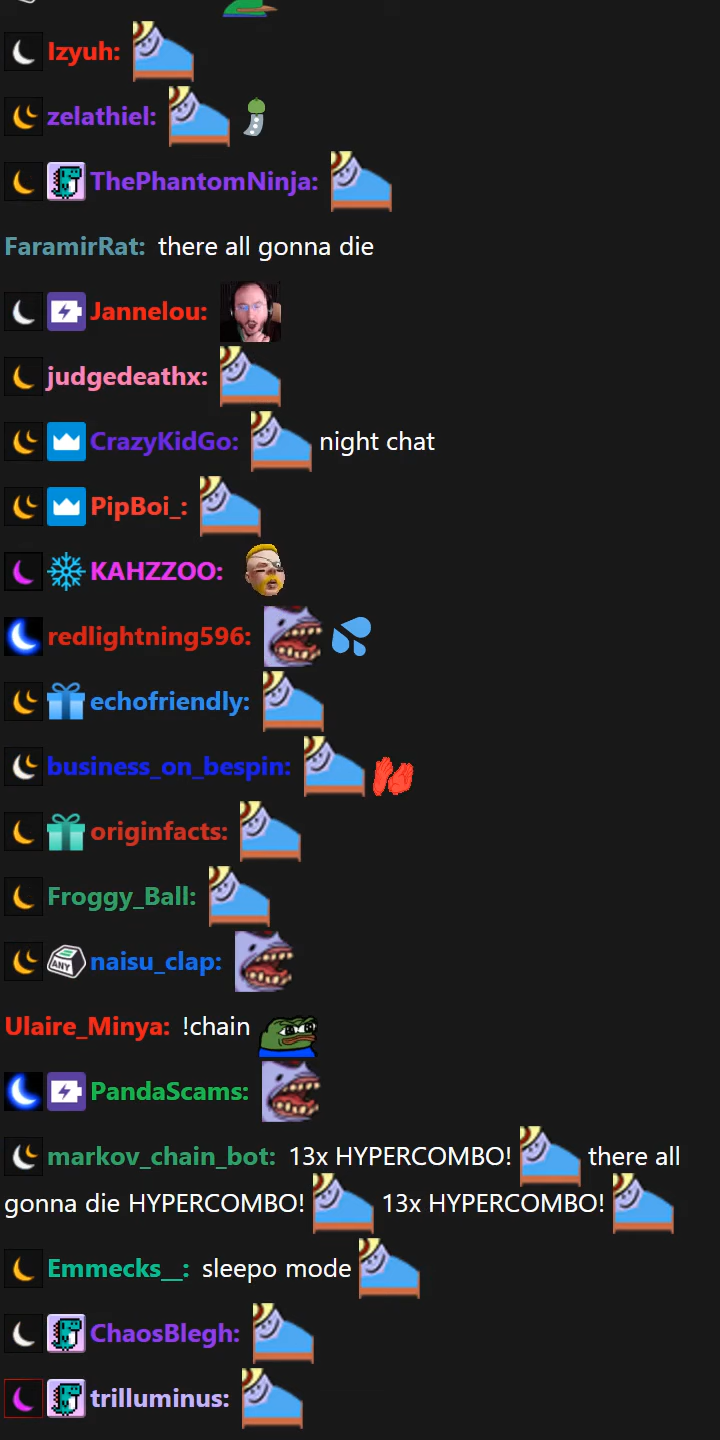 Izyuh:
zelathiel:
ThePhantomNinja:
FaramirRat: there all gonna die
Jannelou:
judgedeathx:
CrazyKidGo: night chat
PipBoi_:
KAHZZOO:
redlightning596:
echofriendly:
business_on_bespin:
originfacts:
Froggy_Ball:
ANY naisu_clap:
Ulaire_Minya: !chain
PandaScams:
markov_chain_bot: 13x HYPERCOMBO! there all
gonna die HYPERCOMBO! 13x HYPERCOMBO!
Emmecks__: sleepo mode
ChaosBlegh:
trilluminus: